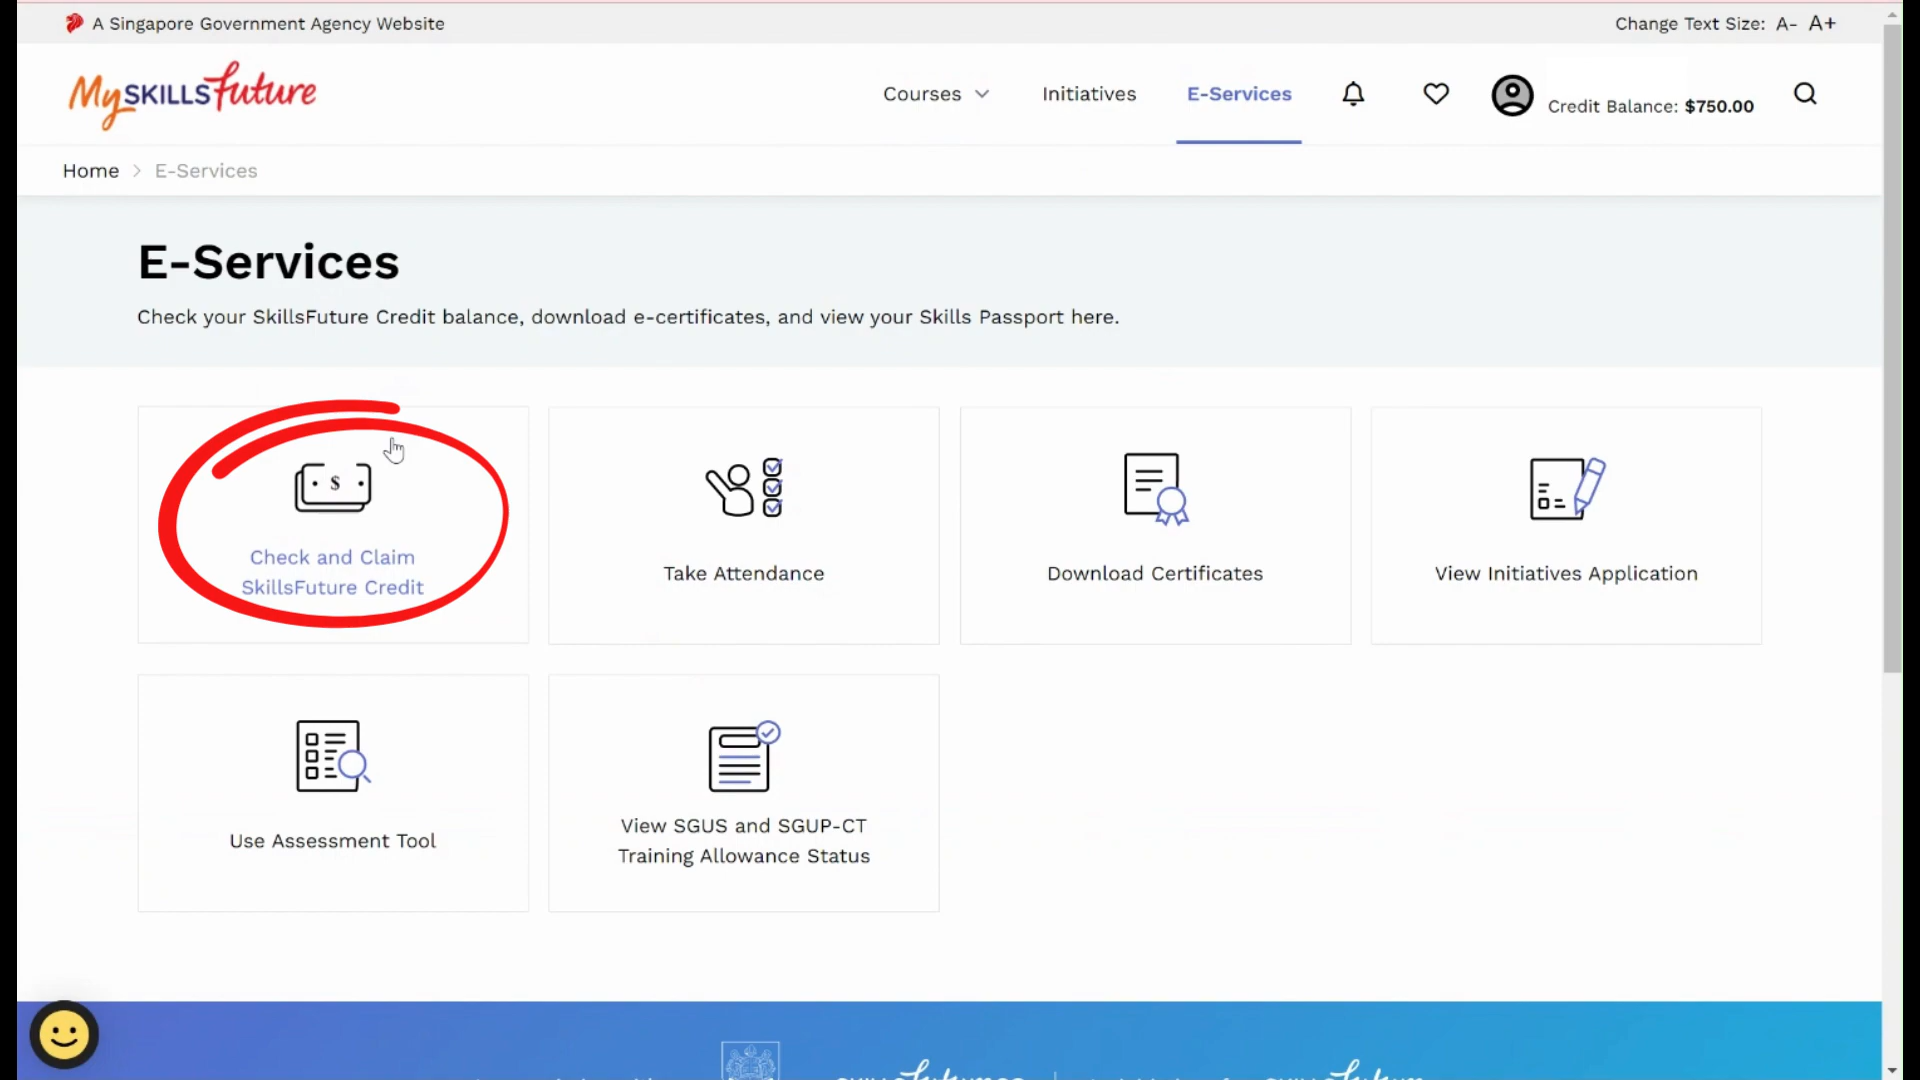 A Singapore Government Agency Website
Change Text Size: A- A+
MySKILLSFuture
Courses
Initiatives
E-Services
Credit Balance: $750.00
Home > E-Services
E-Services
Check your SkillsFuture Credit balance, download e-certificates, and view your Skills Passport here.
$
Check and Claim
SkillsFuture Credit
Take Attendance
Download Certificates
View Initiatives Application
Use Assessment Tool
View SGUS and SGUP-CT
Training Allowance Status